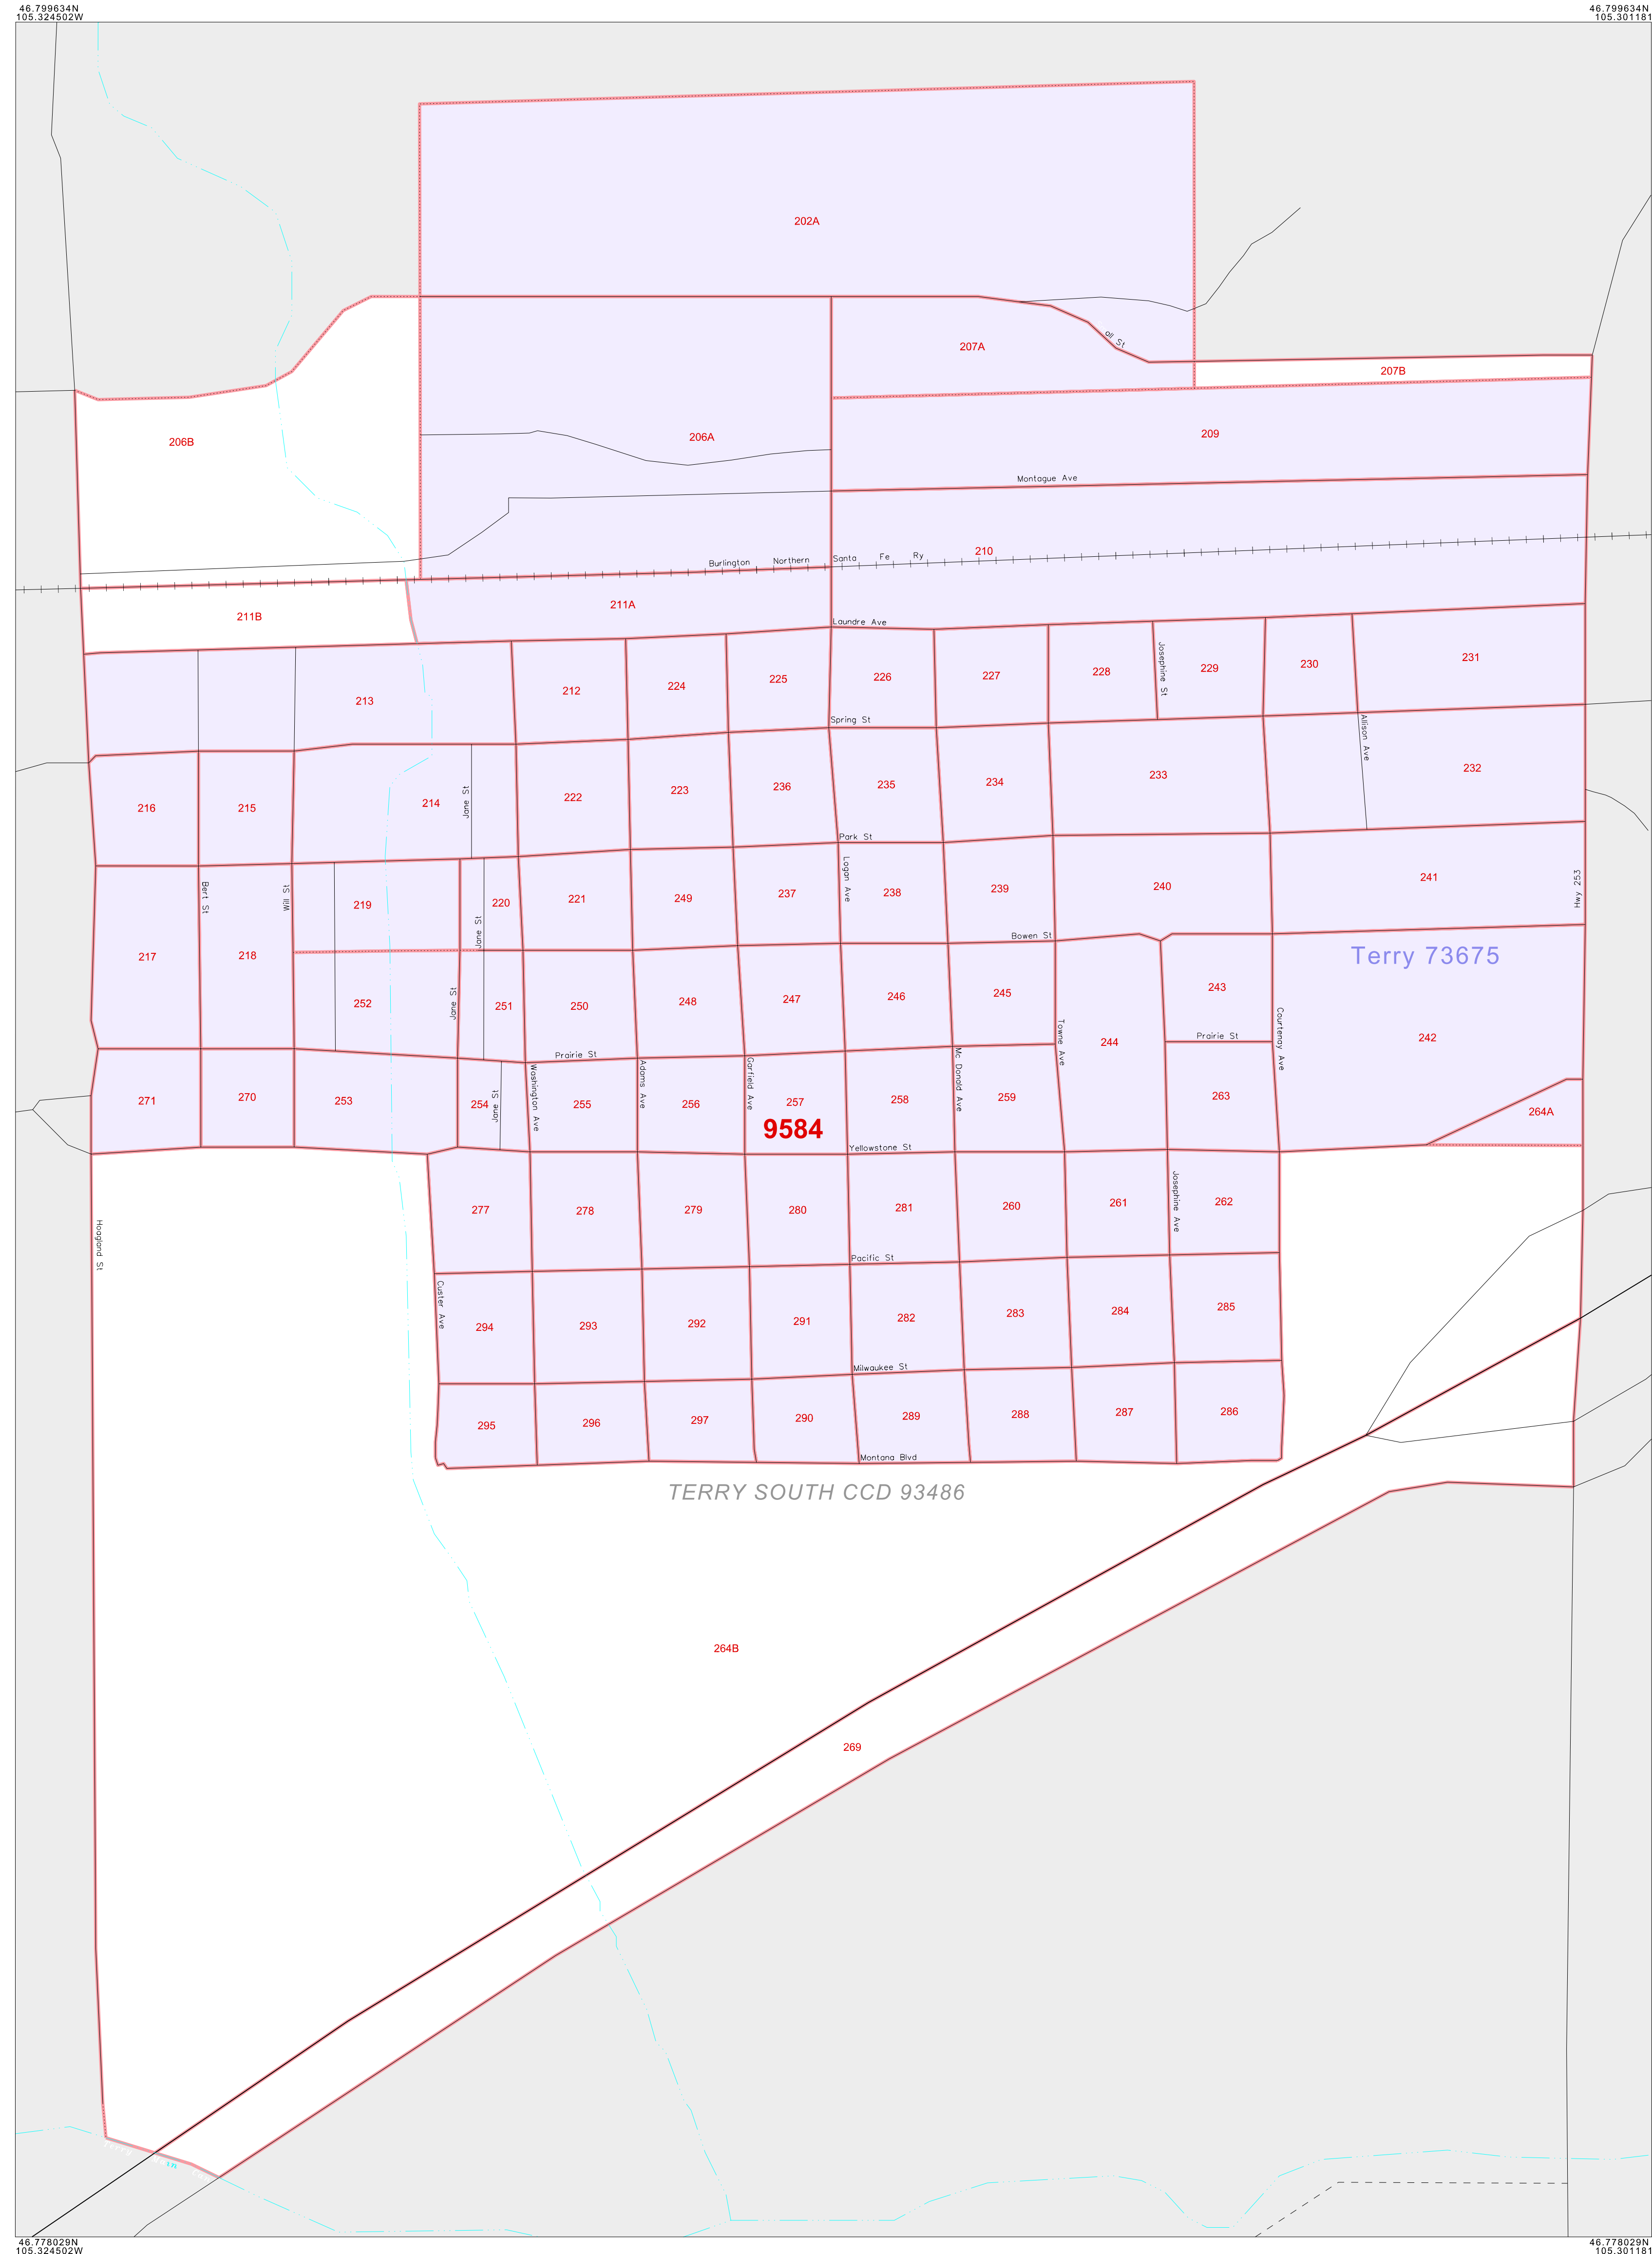 46.799634N
105.324502W
46.799634N
105.301181
202A
207A
all St
207B
206B
206A
209
Montague Ave
210
Burlington Northern Santa Fe Ry
211B
211A
Laundre Ave
213
212
224
225
226
227
228
Josephine St
229
230
231
Spring St
Allison Ave
216
215
214
Jane St
222
223
236
235
234
233
232
Park St
Bert St
Will St
219
Jane St
220
221
249
237
Logan Ave
238
239
240
241
Hwy 253
Bowen St
217
218
252
Jane St
251
250
248
247
246
245
Towne Ave
244
243
Prairie St
Courtenay Ave
Terry 73675
242
Prairie St
271
270
253
254
Jane St
Washington Ave
255
Adams Ave
256
Garfield Ave
257
9584
258
Mc Donald Ave
259
263
264A
Yellowstone St
Hoagland St
277
278
279
280
281
260
261
Josephine Ave
262
Pacific St
Custer Ave
294
293
292
291
282
283
284
285
Milwaukee St
295
296
297
290
289
288
287
286
Montana Blvd
TERRY SOUTH CCD 93486
264B
269
46.778029N
105.324502W
46.778029N
105.301181